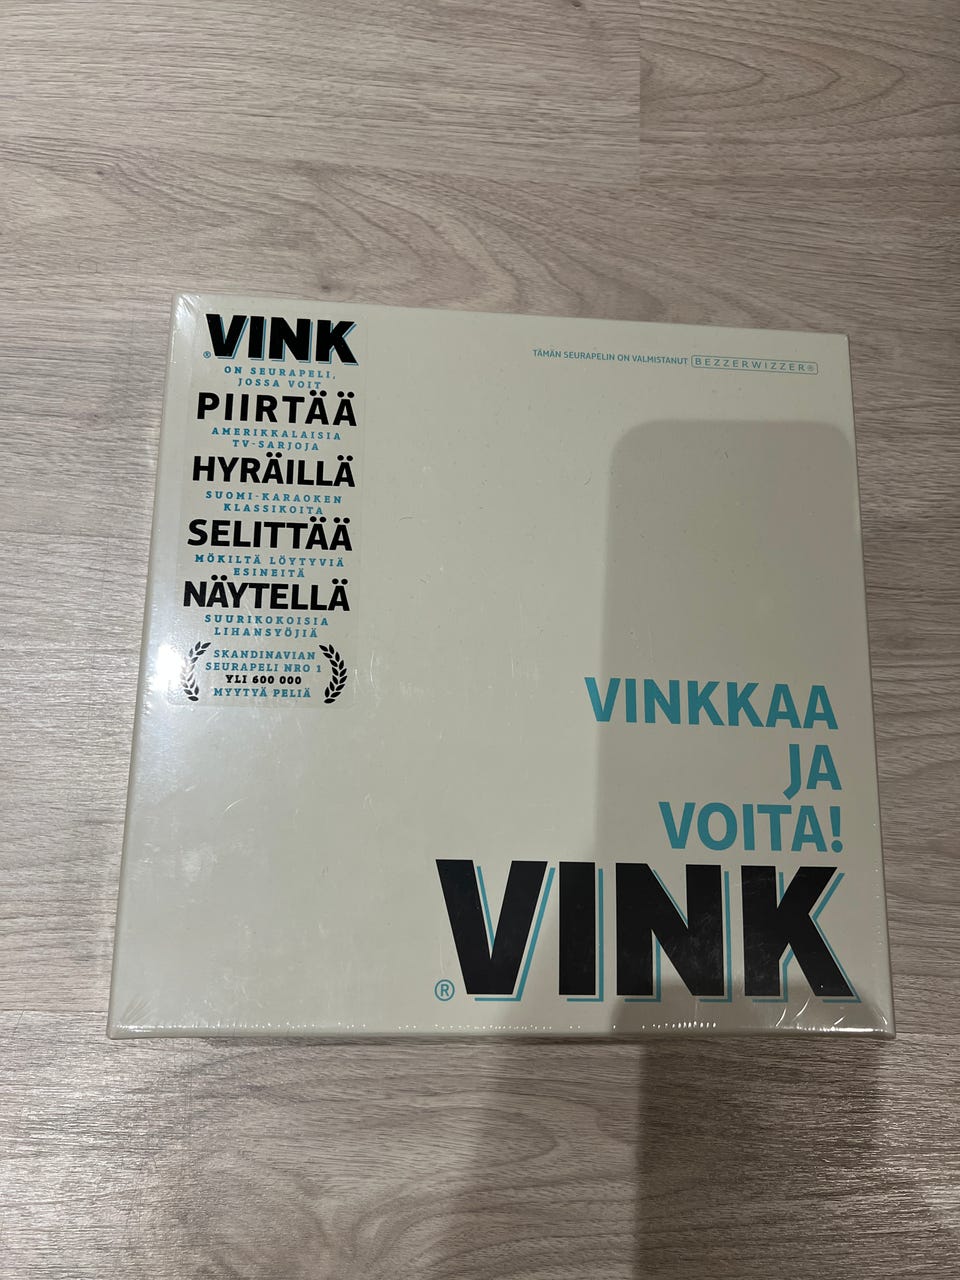 VINK®
ON SEURAPELI,
JOSSA VOIT
PIIRTÄÄ
AMERIKKALAISIA
TV-SARJOJA
HYRÄILLÄ
SUOMI-KARAOKEN
KLASSIKOITA
SELITTÄÄ
MÖKILTÄ LÖYTYVIÄ
ESINEITÄ
NÄYTELLÄ
SUURIKOKOISIA
LIHANSYÖJIÄ
SKANDINAVIAN
SEURAPELI NRO 1
YLI 600 000
MYYTYÄ PELIÄ
TÄMÄN SEURAPELIN ON VALMISTANUT BEZZERWIZZER®
VINKKAA
JA
VOITA!
®VINK